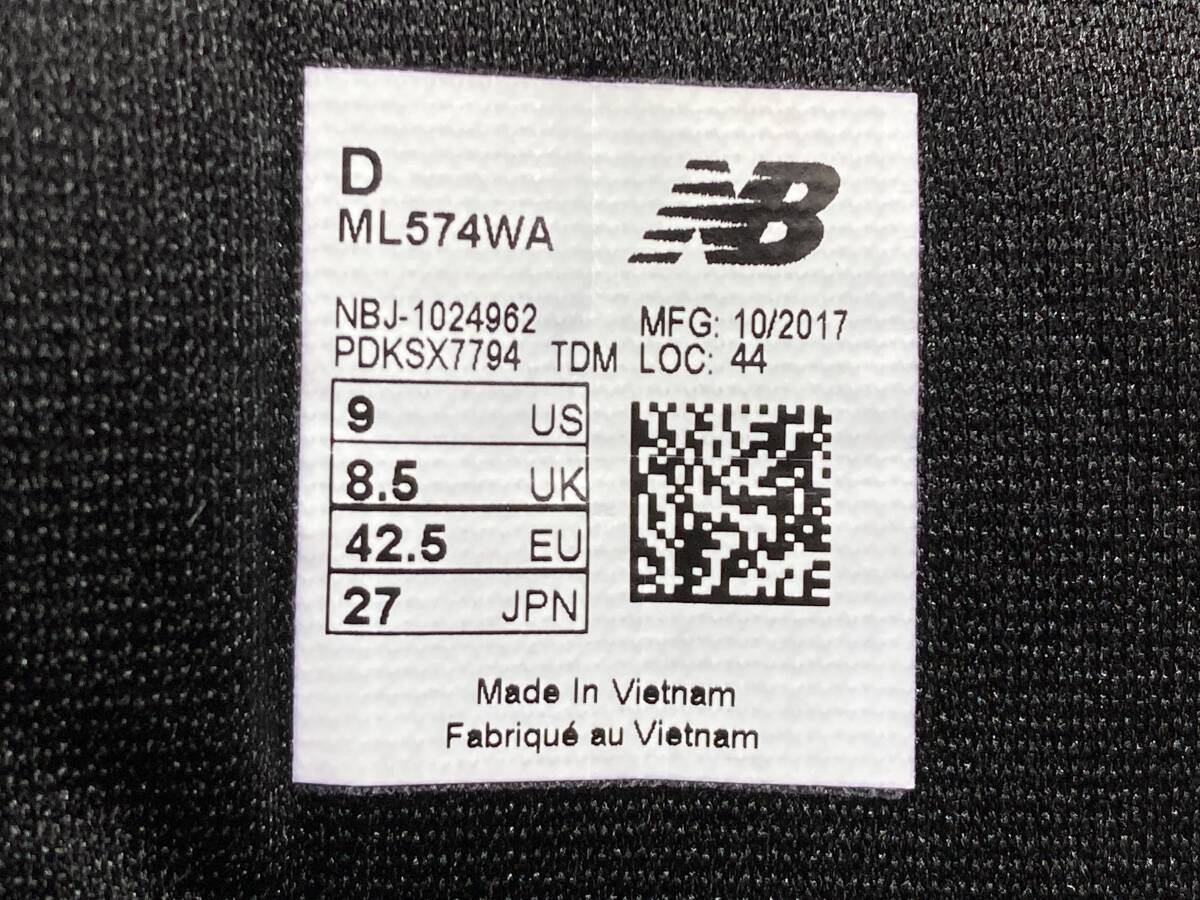 D
ML574WA
NB
NBJ-1024962 MFG: 10/2017
PDKSX7794 TDM LOC: 44
9 US
8.5 UK
42.5 EU
27 JPN
Made In Vietnam
Fabriqué au Vietnam